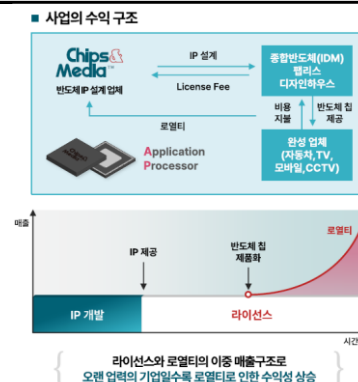 ■ 사업의 수익 구조
Chips&
Media™
반도체 IP 설계 업체
IP 설계
License Fee
종합반도체(IDM)
팹리스
디자인하우스
비용
지불
반도체 칩
제공
로열티
Application
Processor
완성 업체
(자동차,TV,
모바일,CCTV)
매출
로열티
IP 제공
반도체 칩
제품화
IP 개발
라이선스
시간
라이선스와 로열티의 이중 매출구조로
오랜 업력의 기업일수록 로열티로 인한 수익성 상승